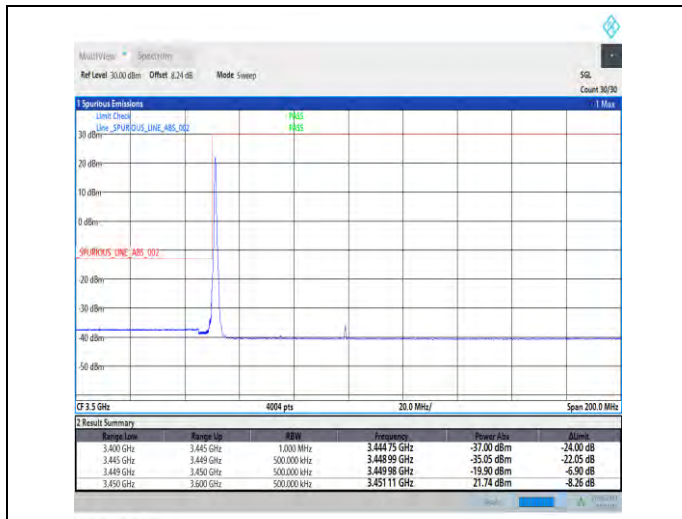 MultiView Spectrum
Ref Level 30.00 dBm Offset 8.24 dB Mode Sweep SGL
Count 30/30
1 Spurious Emissions 1 Max
Limit Check PASS
Line _SPURIOUS_LINE_ABS_002 PASS
30 dBm
20 dBm
10 dBm
0 dBm
_SPURIOUS_LINE_ABS_002
-20 dBm
-30 dBm
-40 dBm
-50 dBm
CF 3.5 GHz 4004 pts 20.0 MHz/ Span 200.0 MHz
2 Result Summary
Range Low Range Up RBW Frequency Power Abs ΔLimit
3.400 GHz 3.445 GHz 1.000 MHz 3.444 75 GHz -37.00 dBm -24.00 dB
3.445 GHz 3.449 GHz 500.000 kHz 3.448 99 GHz -35.05 dBm -22.05 dB
3.449 GHz 3.450 GHz 500.000 kHz 3.449 98 GHz -19.90 dBm -6.90 dB
3.450 GHz 3.600 GHz 500.000 kHz 3.451 11 GHz 21.74 dBm -8.26 dB